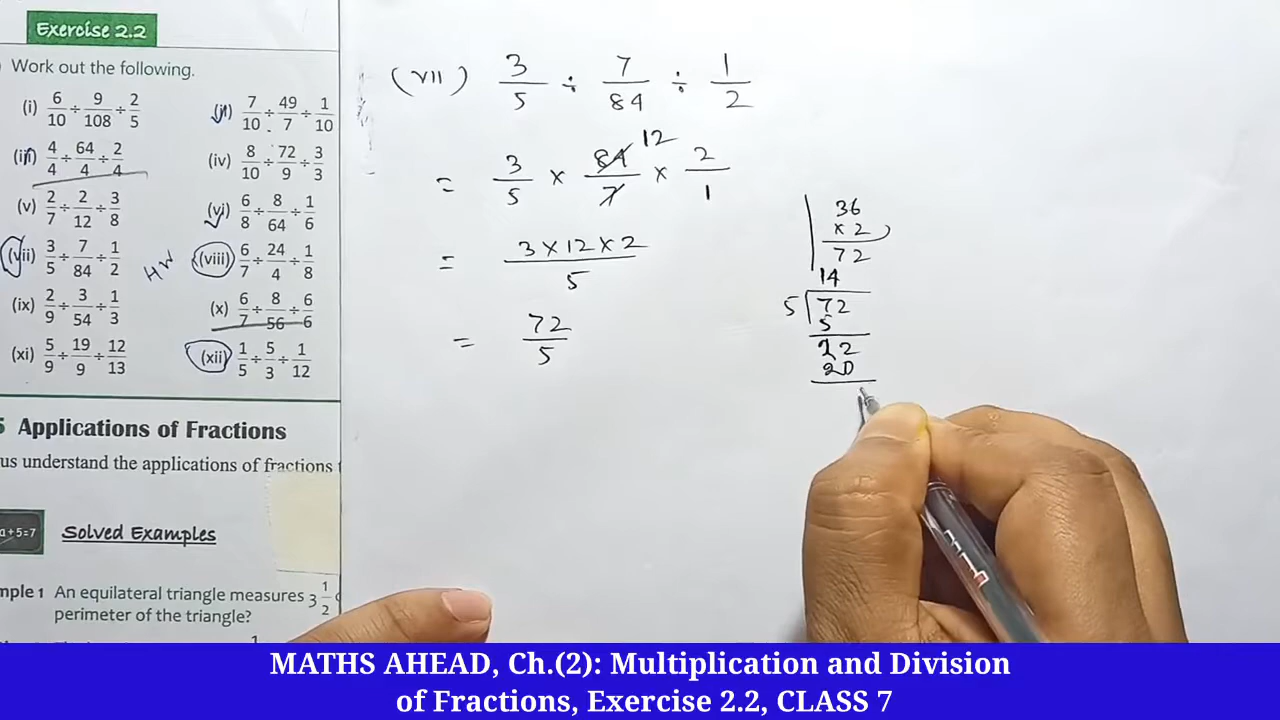 Exercise 2.2
Work out the following.
(i) 6/10 ÷ 9/108 ÷ 2/5
(ii) 7/10 ÷ 49/7 ÷ 1/10
(iii) 4/4 ÷ 64/4 ÷ 2/4
(iv) 8/10 ÷ 72/9 ÷ 3/3
(v) 2/7 ÷ 2/12 ÷ 3/8
(vi) 6/8 ÷ 8/64 ÷ 1/6
(vii) 3/5 ÷ 7/84 ÷ 1/2
HW
(viii) 6/7 ÷ 24/4 ÷ 1/8
(ix) 2/9 ÷ 3/54 ÷ 1/3
(x) 6/7 ÷ 8/56 ÷ 6/6
(xi) 5/9 ÷ 19/9 ÷ 12/13
(xii) 1/5 ÷ 5/3 ÷ 1/12
5 Applications of Fractions
us understand the applications of fractions
a+5=7
Solved Examples
mple 1 An equilateral triangle measures 3 1/2
perimeter of the triangle?
(VII) 3/5 ÷ 7/84 ÷ 1/2
= 3/5 × 84/7 × 2/1
12
= 3×12×2/5
= 72/5
36
×2
72
14
5 72
5
22
20
MATHS AHEAD, Ch.(2): Multiplication and Division
of Fractions, Exercise 2.2, CLASS 7